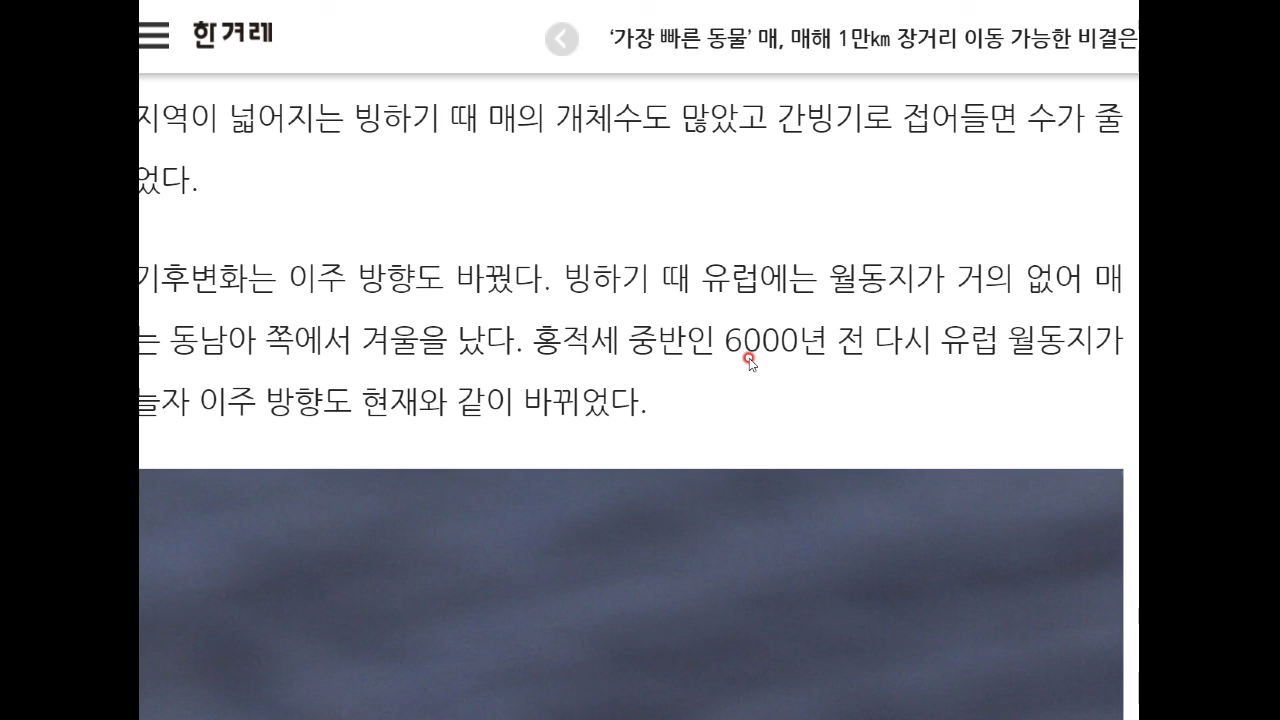 한겨레
‘가장 빠른 동물’ 매, 매해 1만㎞ 장거리 이동 가능한 비결은
지역이 넓어지는 빙하기 때 매의 개체수도 많았고 간빙기로 접어들면 수가 줄
었다.
기후변화는 이주 방향도 바꿨다. 빙하기 때 유럽에는 월동지가 거의 없어 매
는 동남아 쪽에서 겨울을 났다. 홍적세 중반인 6000년 전 다시 유럽 월동지가
늘자 이주 방향도 현재와 같이 바뀌었다.